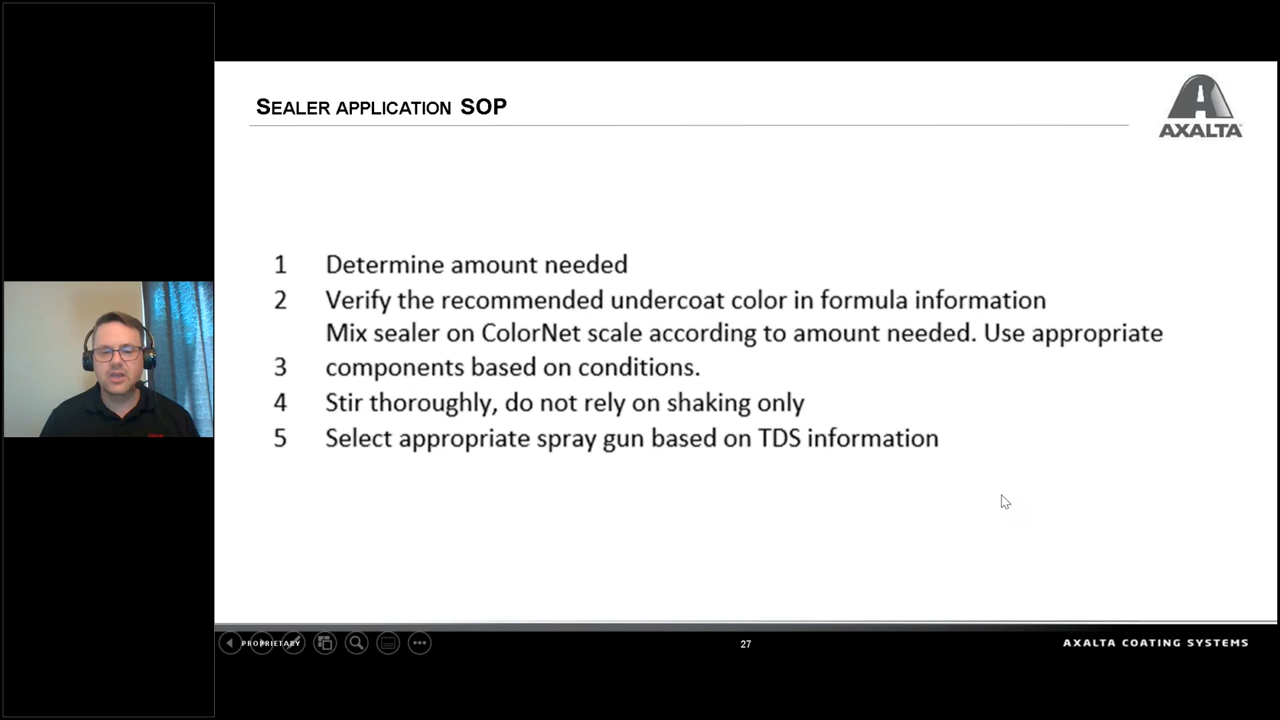 SEALER APPLICATION SOP
AXALTA
1 Determine amount needed
2 Verify the recommended undercoat color in formula information
Mix sealer on ColorNet scale according to amount needed. Use appropriate
3 components based on conditions.
4 Stir thoroughly, do not rely on shaking only
5 Select appropriate spray gun based on TDS information
PROPRIETARY
27
AXALTA COATING SYSTEMS